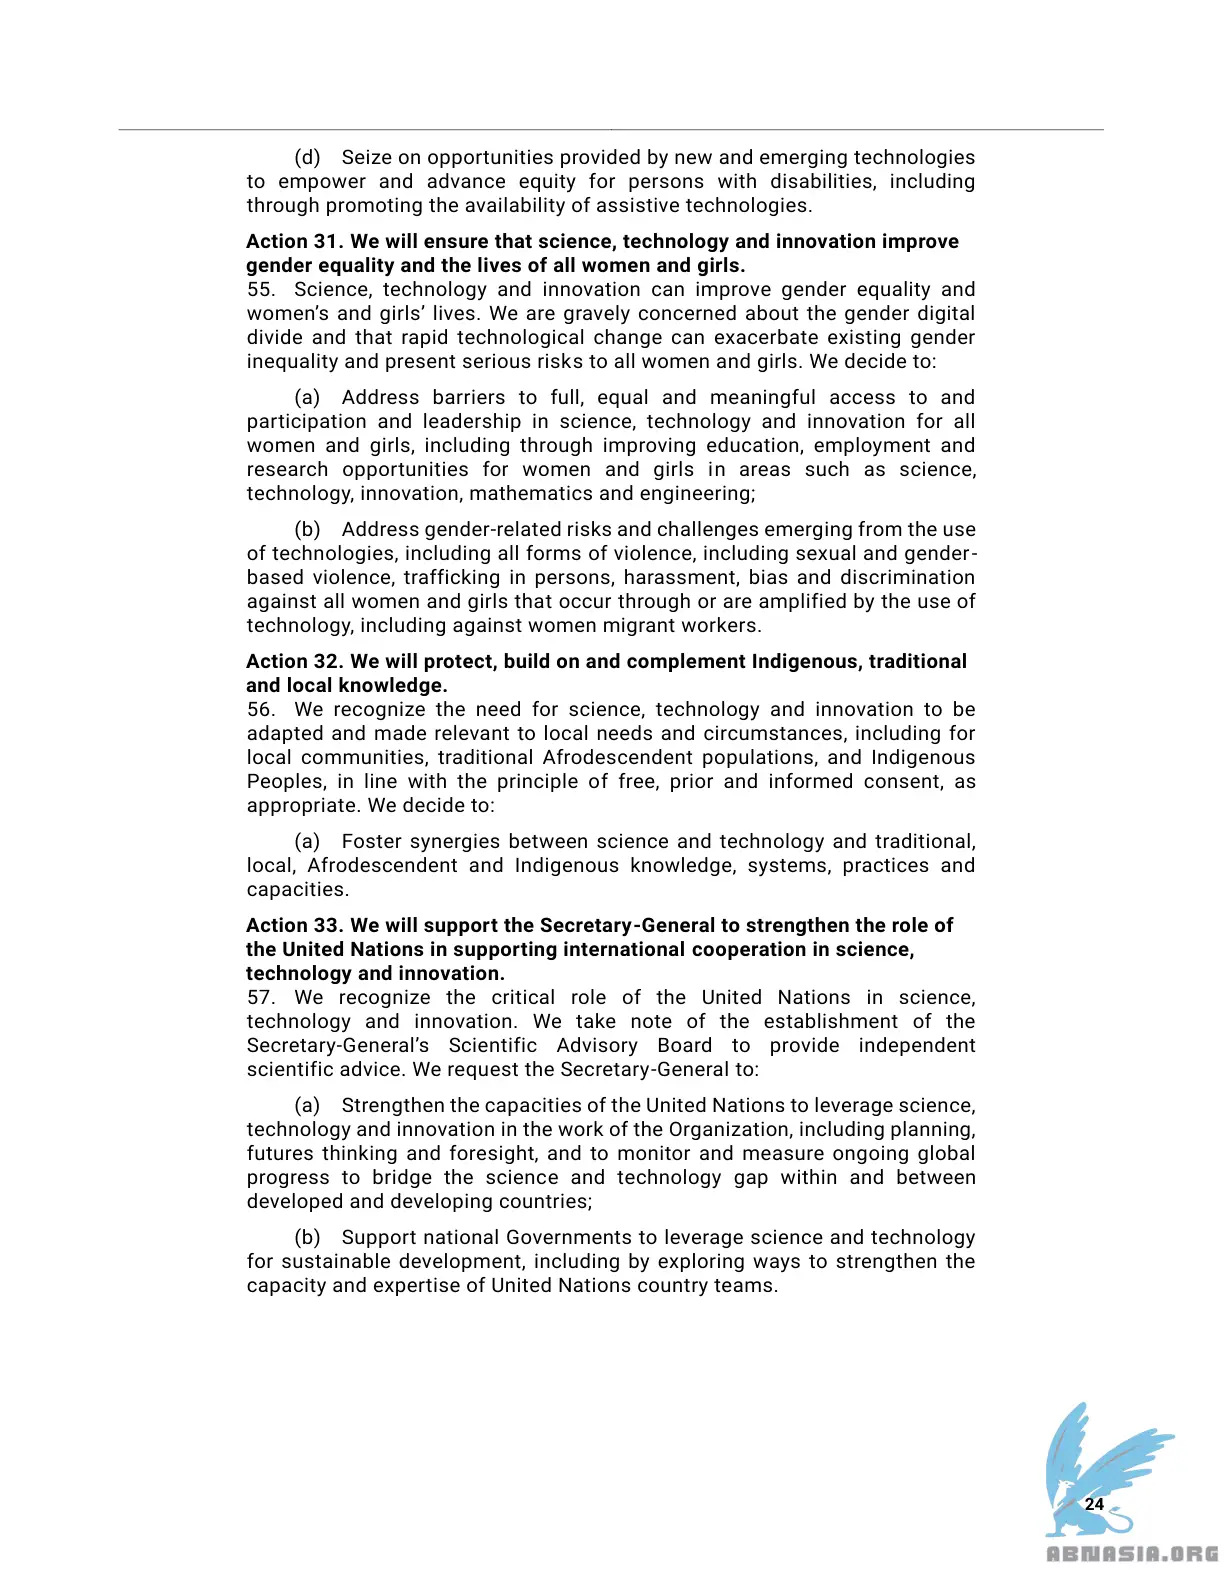 (d) Seize on opportunities provided by new and emerging technologies
to empower and advance equity for persons with disabilities, including
through promoting the availability of assistive technologies.
Action 31. We will ensure that science, technology and innovation improve
gender equality and the lives of all women and girls.
55. Science, technology and innovation can improve gender equality and
women’s and girls’ lives. We are gravely concerned about the gender digital
divide and that rapid technological change can exacerbate existing gender
inequality and present serious risks to all women and girls. We decide to:
(a) Address barriers to full, equal and meaningful access to and
participation and leadership in science, technology and innovation for all
women and girls, including through improving education, employment and
research opportunities for women and girls in areas such as science,
technology, innovation, mathematics and engineering;
(b) Address gender-related risks and challenges emerging from the use
of technologies, including all forms of violence, including sexual and gender-
based violence, trafficking in persons, harassment, bias and discrimination
against all women and girls that occur through or are amplified by the use of
technology, including against women migrant workers.
Action 32. We will protect, build on and complement Indigenous, traditional
and local knowledge.
56. We recognize the need for science, technology and innovation to be
adapted and made relevant to local needs and circumstances, including for
local communities, traditional Afrodescendent populations, and Indigenous
Peoples, in line with the principle of free, prior and informed consent, as
appropriate. We decide to:
(a) Foster synergies between science and technology and traditional,
local, Afrodescendent and Indigenous knowledge, systems, practices and
capacities.
Action 33. We will support the Secretary-General to strengthen the role of
the United Nations in supporting international cooperation in science,
technology and innovation.
57. We recognize the critical role of the United Nations in science,
technology and innovation. We take note of the establishment of the
Secretary-General’s Scientific Advisory Board to provide independent
scientific advice. We request the Secretary-General to:
(a) Strengthen the capacities of the United Nations to leverage science,
technology and innovation in the work of the Organization, including planning,
futures thinking and foresight, and to monitor and measure ongoing global
progress to bridge the science and technology gap within and between
developed and developing countries;
(b) Support national Governments to leverage science and technology
for sustainable development, including by exploring ways to strengthen the
capacity and expertise of United Nations country teams.
24
ABNASIA.ORG